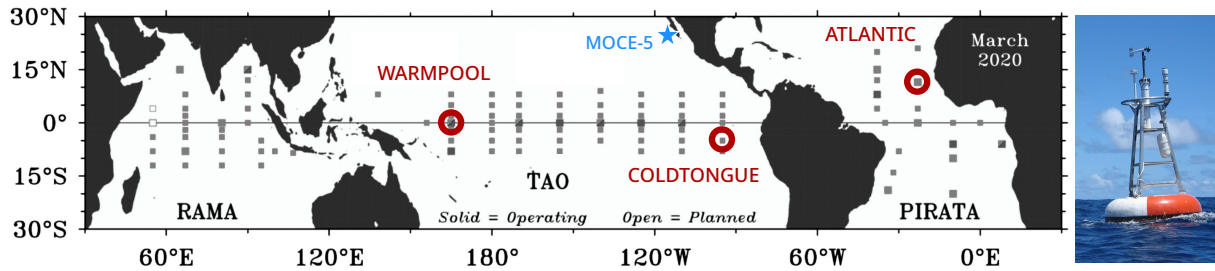 30°N
15°N
0°
15°S
30°S
MOCE-5
ATLANTIC
March
2020
WARMPOOL
COLDTONGUE
TAO
RAMA
Solid = Operating
Open = Planned
PIRATA
60°E
120°E
180°
120°W
60°W
0°E